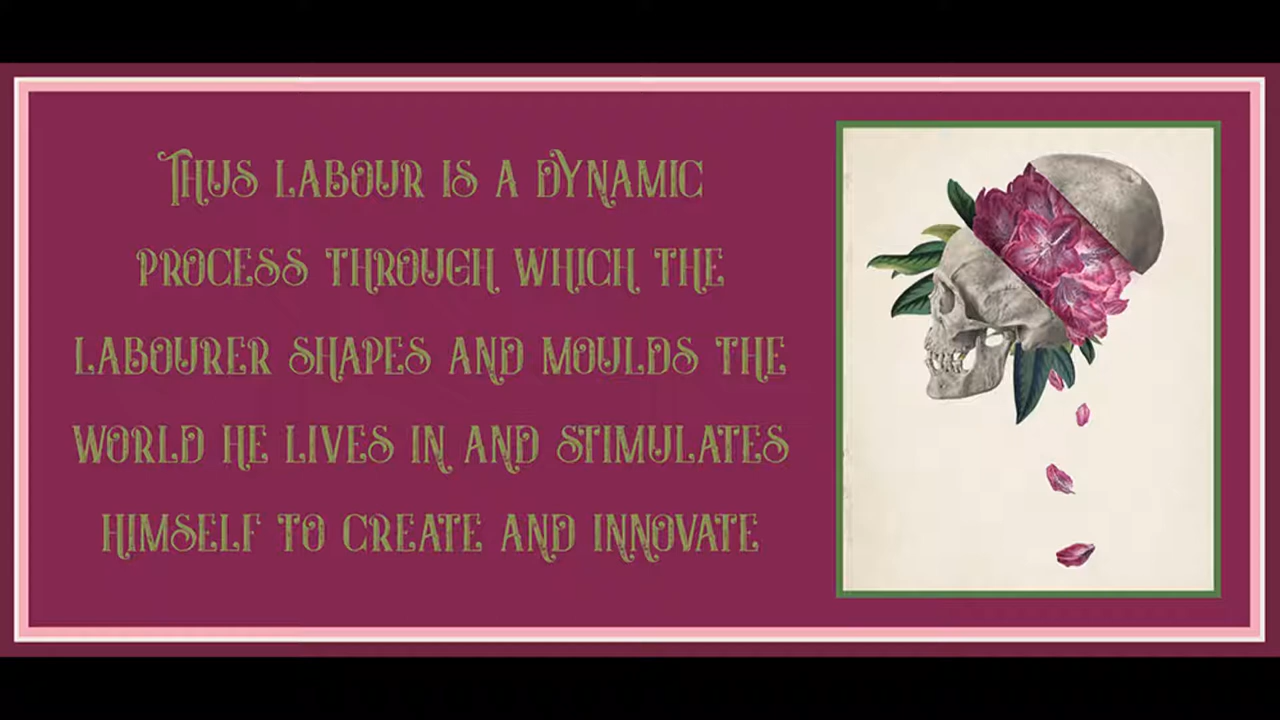 Thus labour is a dynamic
process through which the
labourer shapes and moulds the
world he lives in and stimulates
himself to create and innovate